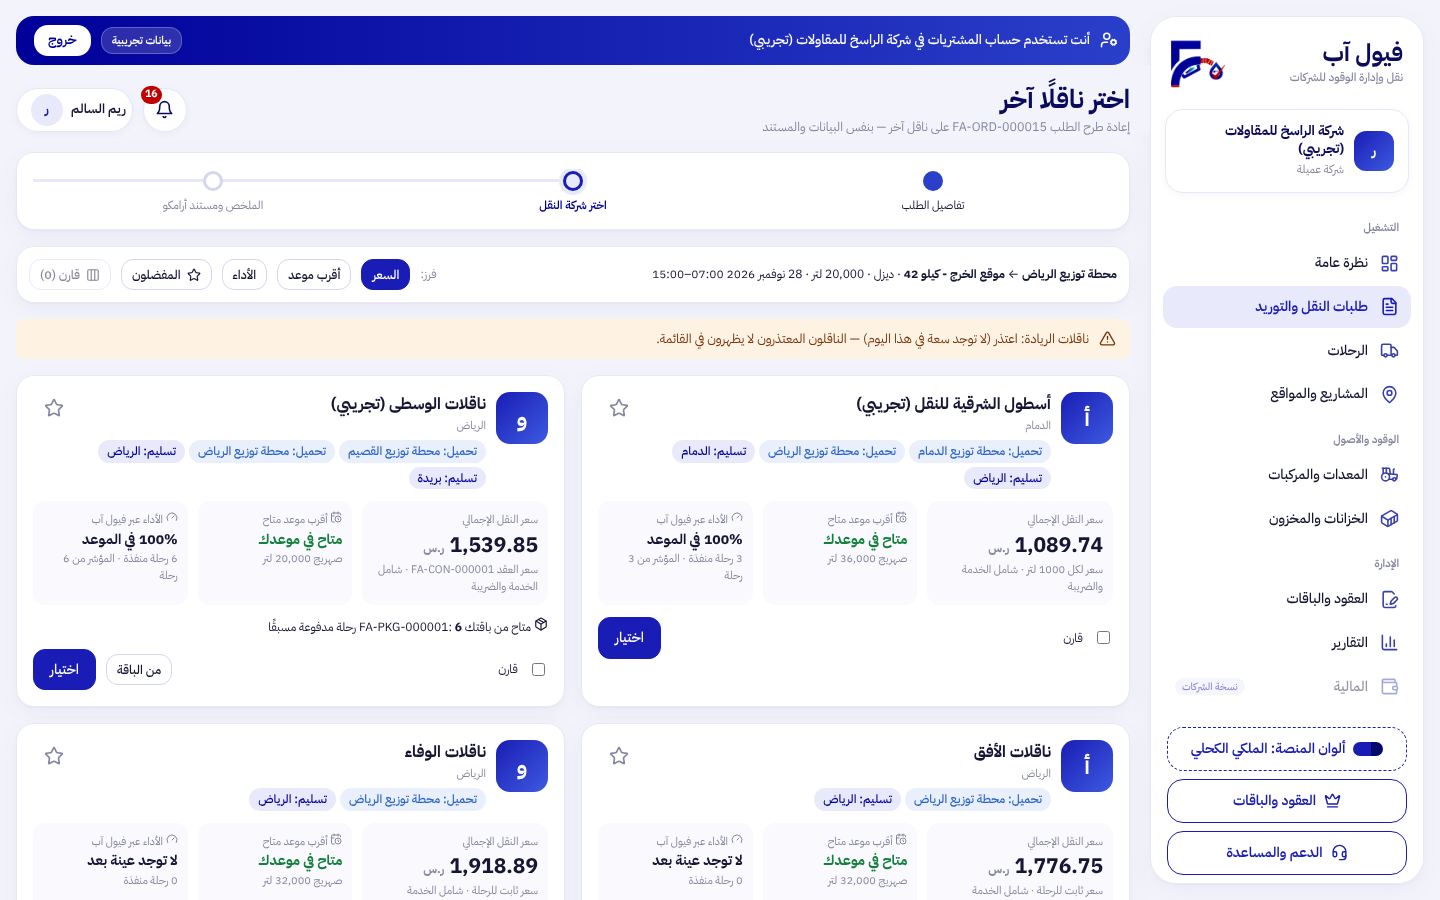 فيول آب
نقل وإدارة الوقود للشركات
شركة الراسخ للمقاولات (تجريبي)
شركة عميلة
ر
التشغيل
نظرة عامة
طلبات النقل والتوريد
الرحلات
المشاريع والمواقع
الوقود والأصول
المعدات والمركبات
الخزانات والمخزون
الإدارة
العقود والباقات
التقارير
المالية
نسخة الشركات
ألوان المنصة: الملكي الكحلي
العقود والباقات
الدعم والمساعدة
أنت تستخدم حساب المشتريات في شركة الراسخ للمقاولات (تجريبي)
بيانات تجريبية
خروج
اختر ناقلًا آخر
إعادة طرح الطلب FA-ORD-000015 على ناقل آخر — بنفس البيانات والمستند
16
ريم السالم
ر
تفاصيل الطلب
اختر شركة النقل
الملخص ومستند أرامكو
محطة توزيع الرياض ← موقع الخرج - كيلو 42 · ديزل · 20,000 لتر · 28 نوفمبر 2026 07:00–15:00
فرز:
السعر
أقرب موعد
الأداء
المفضلون
قارن (0)
ناقلات الريادة: اعتذر (لا توجد سعة في هذا اليوم) — الناقلون المعتذرون لا يظهرون في القائمة.
أ
أسطول الشرقية للنقل (تجريبي)
الدمام
تحميل: محطة توزيع الدمام
تحميل: محطة توزيع الرياض
تسليم: الدمام
تسليم: الرياض
سعر النقل الإجمالي
1,089.74 ر.س
سعر لكل 1000 لتر · شامل الخدمة والضريبة
أقرب موعد متاح
متاح في موعدك
صهريج 36,000 لتر
الأداء عبر فيول آب
100% في الموعد
3 رحلة منفذة · المؤشر من 3 رحلة
قارن
اختيار
و
ناقلات الوسطى (تجريبي)
الرياض
تحميل: محطة توزيع القصيم
تحميل: محطة توزيع الرياض
تسليم: الرياض
تسليم: بريدة
سعر النقل الإجمالي
1,539.85 ر.س
سعر العقد FA-CON-000001 · شامل الخدمة والضريبة
أقرب موعد متاح
متاح في موعدك
صهريج 20,000 لتر
الأداء عبر فيول آب
100% في الموعد
6 رحلة منفذة · المؤشر من 6 رحلة
متاح من باقتك FA-PKG-000001: 6 رحلة مدفوعة مسبقًا
قارن
من الباقة
اختيار
أ
ناقلات الأفق
الرياض
تحميل: محطة توزيع الرياض
تسليم: الرياض
سعر النقل الإجمالي
1,776.75 ر.س
سعر ثابت للرحلة · شامل الخدمة
أقرب موعد متاح
متاح في موعدك
صهريج 32,000 لتر
الأداء عبر فيول آب
لا توجد عينة بعد
0 رحلة منفذة
و
ناقلات الوفاء
الرياض
تحميل: محطة توزيع الرياض
تسليم: الرياض
سعر النقل الإجمالي
1,918.89 ر.س
سعر ثابت للرحلة · شامل الخدمة
أقرب موعد متاح
متاح في موعدك
صهريج 32,000 لتر
الأداء عبر فيول آب
لا توجد عينة بعد
0 رحلة منفذة